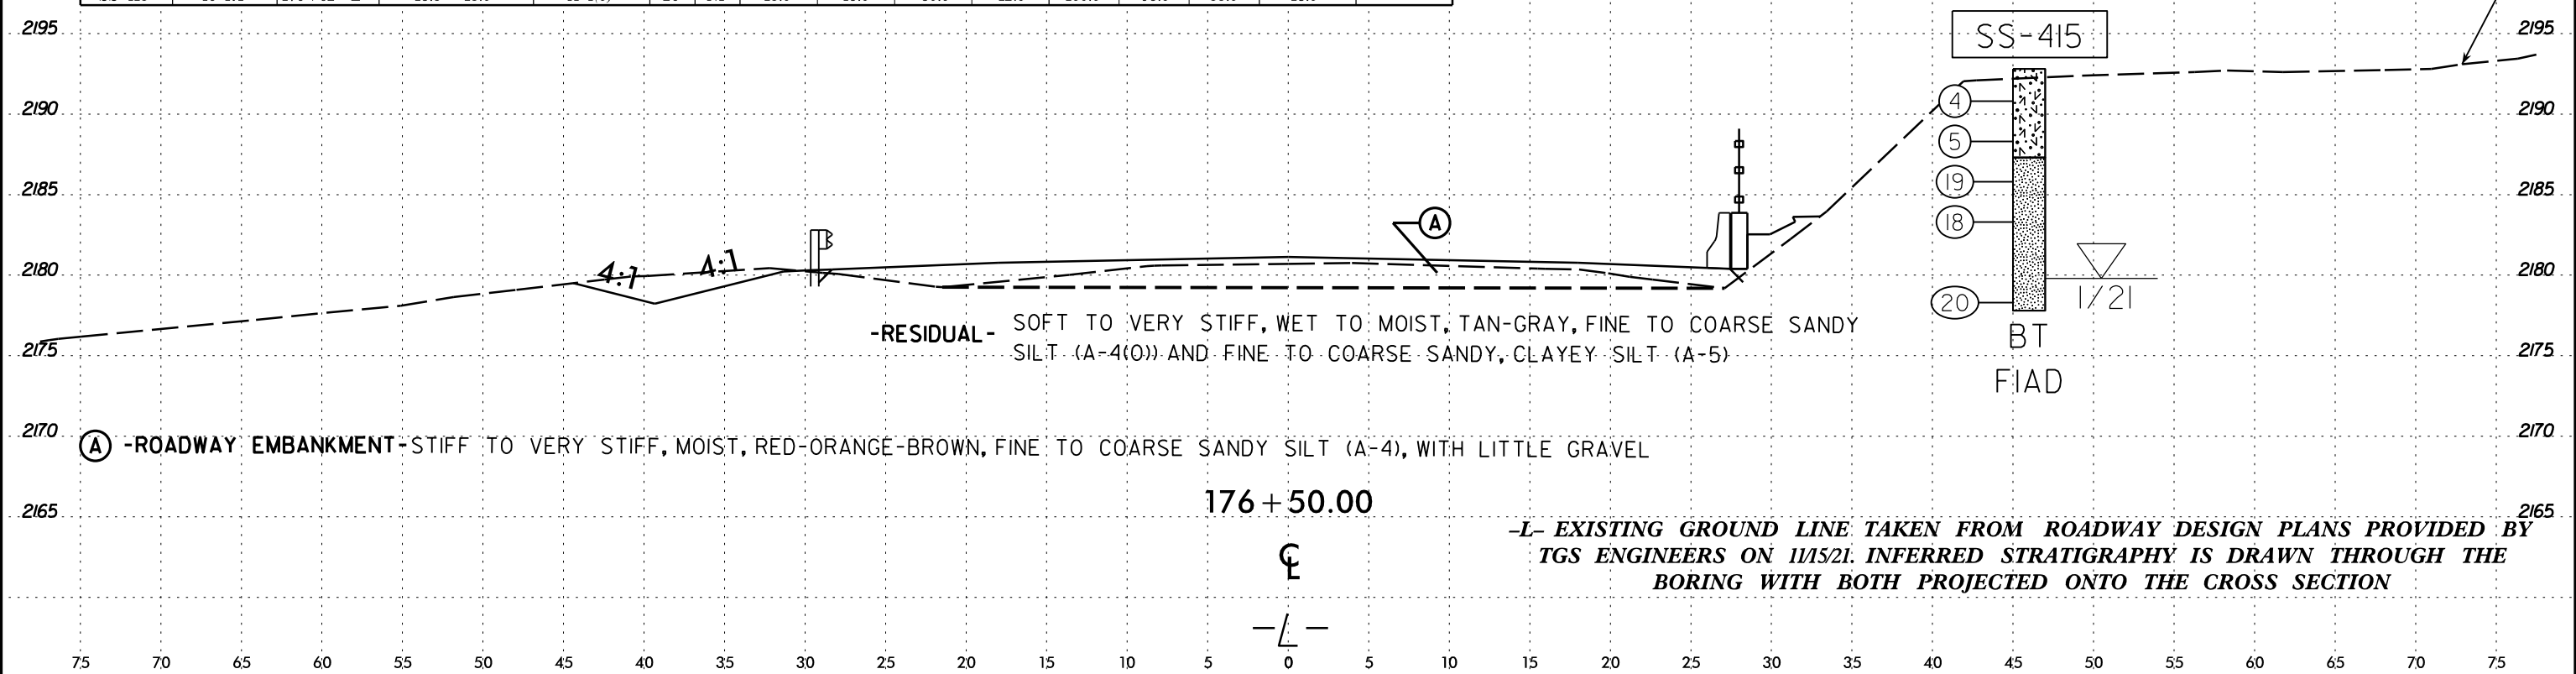 2195 SS-415 2195
2190 4 2190
5
2185 19 2185
18
A
2180 4:1 4:1 2180
20 1/21
-RESIDUAL- SOFT TO VERY STIFF, WET TO MOIST, TAN-GRAY, FINE TO COARSE SANDY
SILT (A-4(0)) AND FINE TO COARSE SANDY, CLAYEY SILT (A-5)
BT
2175 2175
FIAD
2170 2170
A -ROADWAY EMBANKMENT-STIFF TO VERY STIFF, MOIST, RED-ORANGE-BROWN, FINE TO COARSE SANDY SILT (A-4), WITH LITTLE GRAVEL
176+50.00
2165 2165
-L- EXISTING GROUND LINE TAKEN FROM ROADWAY DESIGN PLANS PROVIDED BY
TGS ENGINEERS ON 11/15/21. INFERRED STRATIGRAPHY IS DRAWN THROUGH THE
BORING WITH BOTH PROJECTED ONTO THE CROSS SECTION
℄
-L-
75 70 65 60 55 50 45 40 35 30 25 20 15 10 5 0 5 10 15 20 25 30 35 40 45 50 55 60 65 70 75